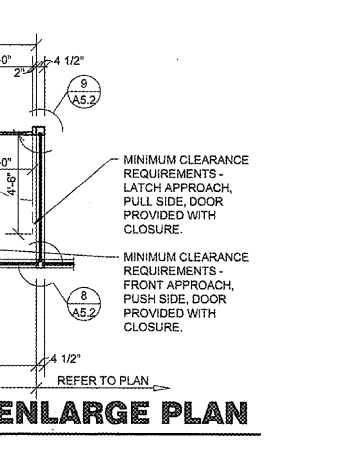 4 1/2"
-0"
2"
9
A5.2
-0"
4'-6"
MINIMUM CLEARANCE
REQUIREMENTS -
LATCH APPROACH,
PULL SIDE, DOOR
PROVIDED WITH
CLOSURE.
MINIMUM CLEARANCE
REQUIREMENTS -
FRONT APPROACH,
PUSH SIDE, DOOR
PROVIDED WITH
CLOSURE.
8
A5.2
4 1/2"
REFER TO PLAN
ENLARGE PLAN